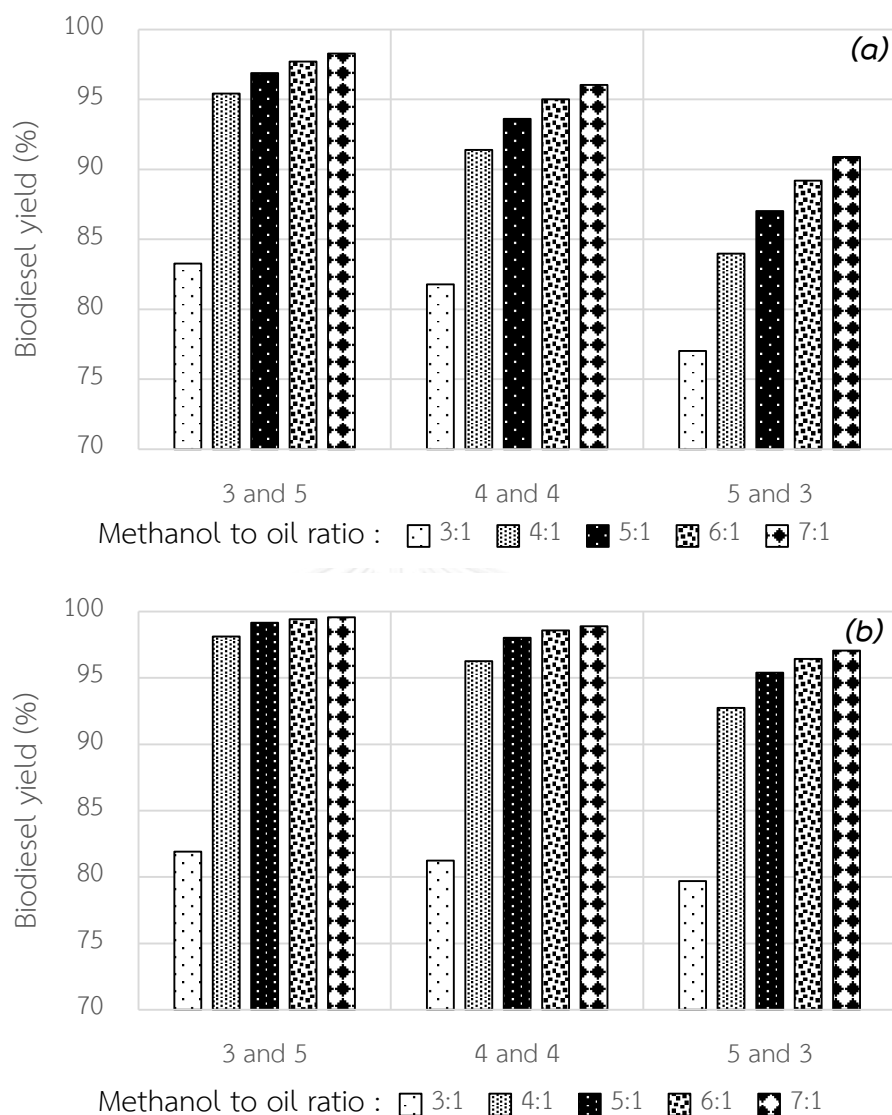 (a)
Biodiesel yield (%)
100
95
90
85
80
75
70
3 and 5 4 and 4 5 and 3
Methanol to oil ratio : 3:1 4:1 5:1 6:1 7:1
(b)
Biodiesel yield (%)
100
95
90
85
80
75
70
3 and 5 4 and 4 5 and 3
Methanol to oil ratio : 3:1 4:1 5:1 6:1 7:1